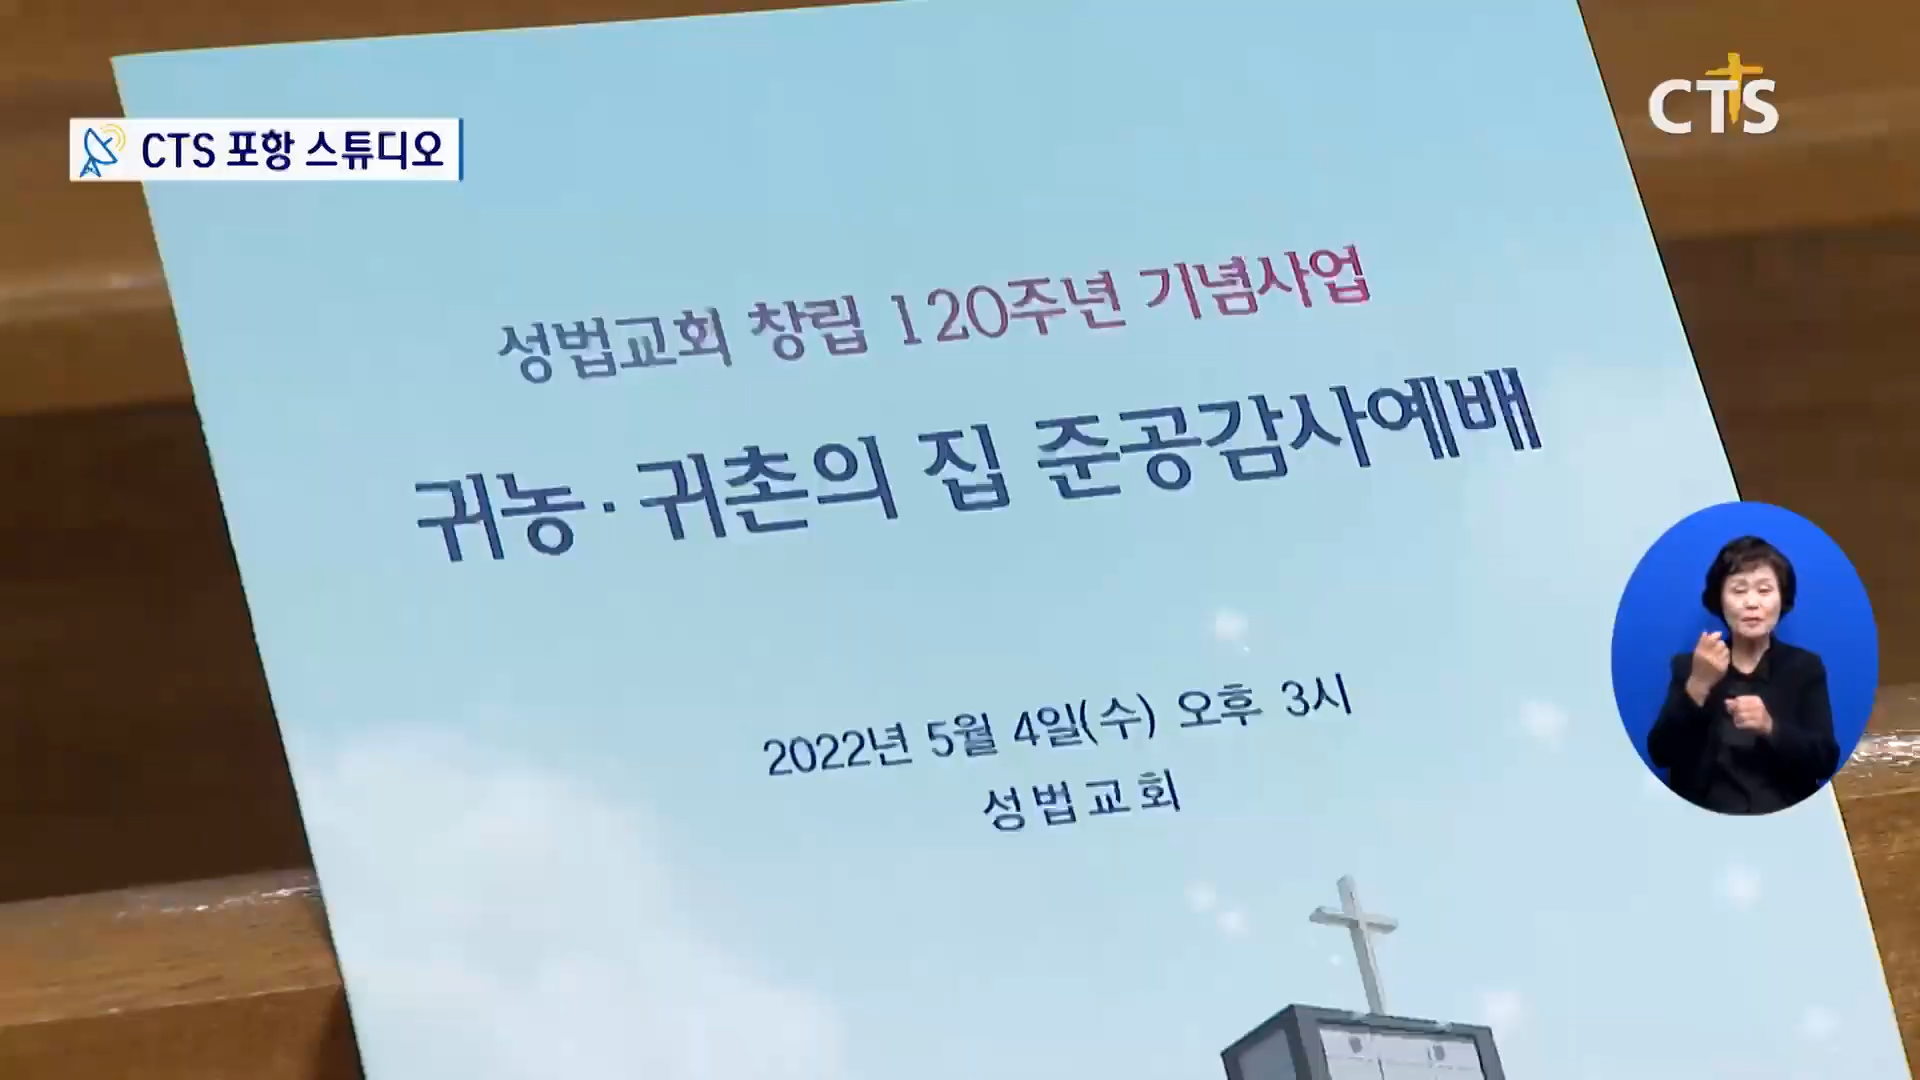 CTS
CTS 포항 스튜디오
성법교회 창립 120주년 기념사업
귀농·귀촌의 집 준공감사예배
2022년 5월 4일(수) 오후 3시
성법교회